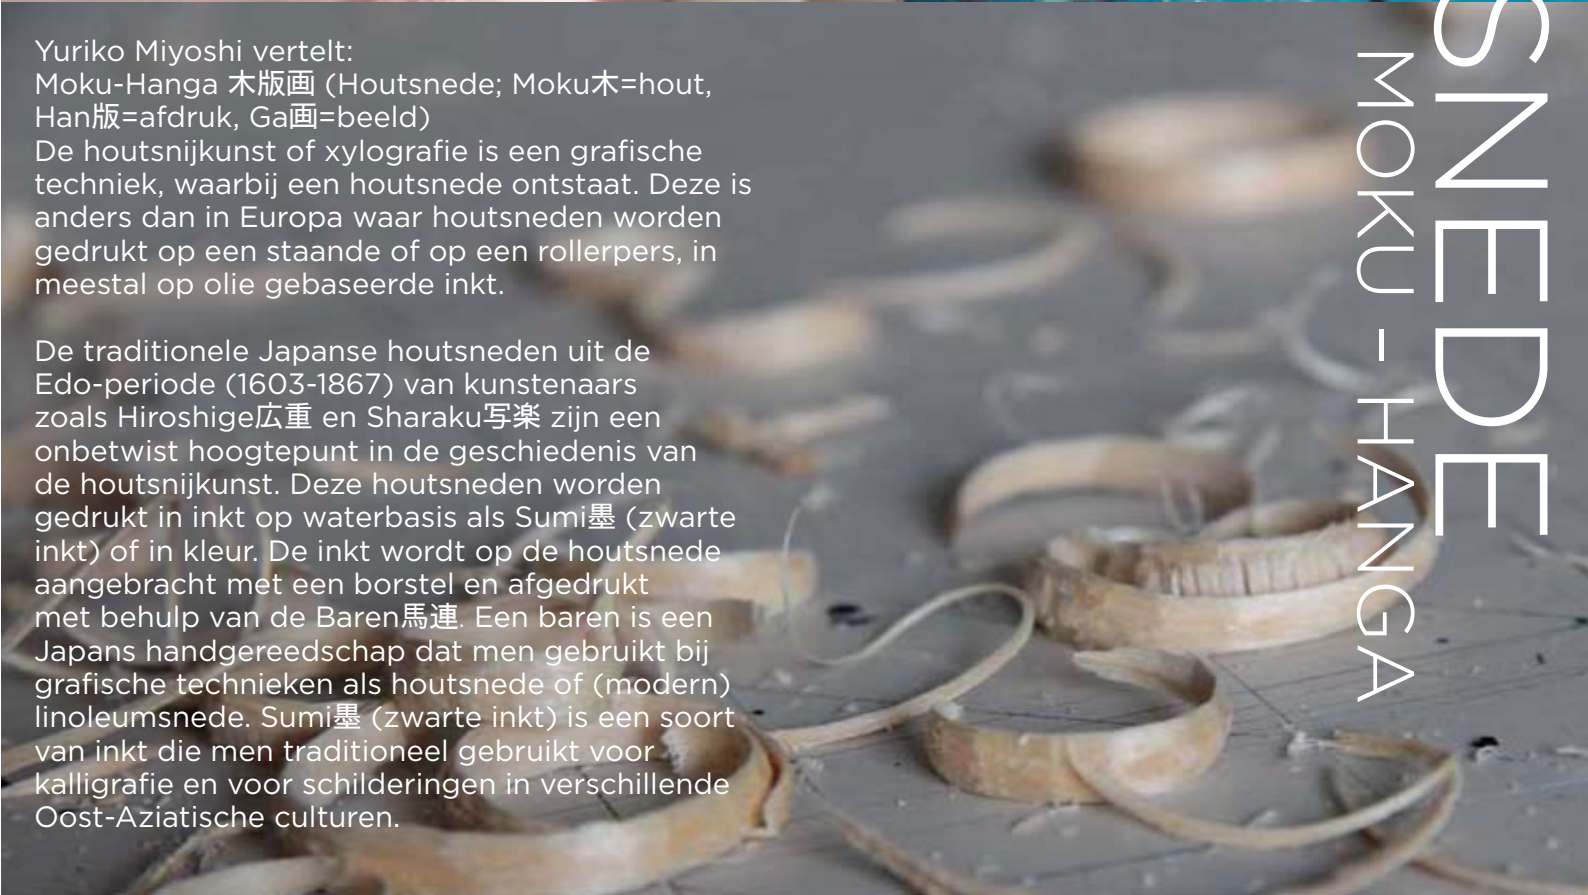 Yuriko Miyoshi vertelt:
Moku-Hanga 木版画 (Houtsnede; Moku木=hout,
Han版=afdruk, Ga画=beeld)
De houtsnijkunst of xylografie is een grafische
techniek, waarbij een houtsnede ontstaat. Deze is
anders dan in Europa waar houtsneden worden
gedrukt op een staande of op een rollerpers, in
meestal op olie gebaseerde inkt.
De traditionele Japanse houtsneden uit de
Edo-periode (1603-1867) van kunstenaars
zoals Hiroshige広重 en Sharaku写楽 zijn een
onbetwist hoogtepunt in de geschiedenis van
de houtsnijkunst. Deze houtsneden worden
gedrukt in inkt op waterbasis als Sumi墨 (zwarte
inkt) of in kleur. De inkt wordt op de houtsnede
aangebracht met een borstel en afgedrukt
met behulp van de Baren馬連. Een baren is een
Japans handgereedschap dat men gebruikt bij
grafische technieken als houtsnede of (modern)
linoleumsnede. Sumi墨 (zwarte inkt) is een soort
van inkt die men traditioneel gebruikt voor
kalligrafie en voor schilderingen in verschillende
Oost-Aziatische culturen.
SNEDE
MOKU - HANGA